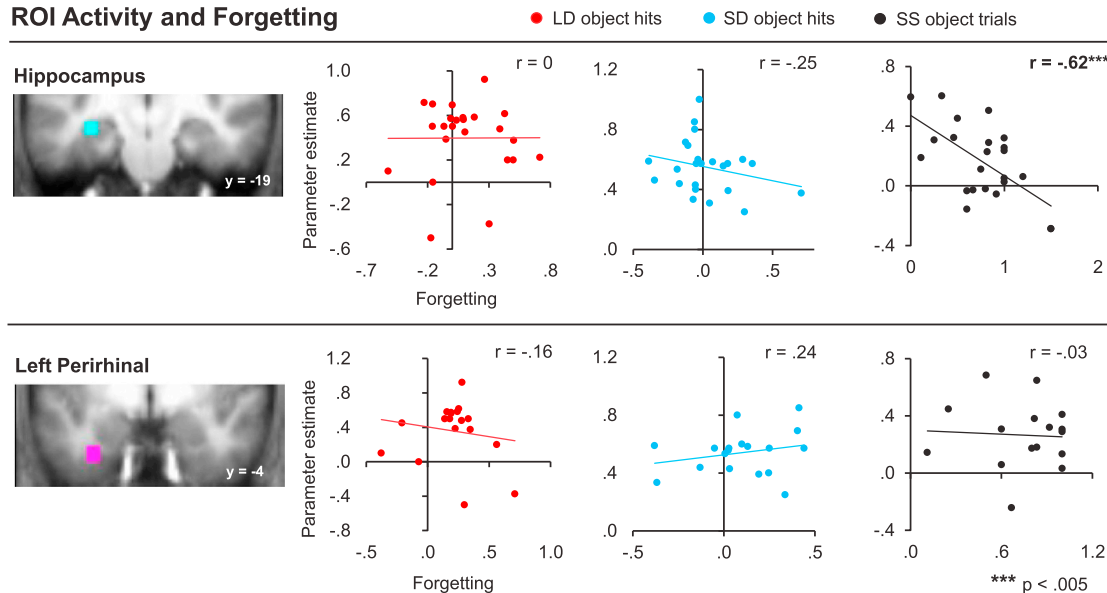 ROI Activity and Forgetting
LD object hits
SD object hits
SS object trials
Hippocampus
y = -19
Parameter estimate
1.0
.6
.2
-.2
-.6
-.7
-.2
.3
.8
Forgetting
r = 0
1.2
.8
.4
.0
-.5
.0
.5
r = -.25
.8
.4
.0
-.4
0
1
2
r = -.62***
Left Perirhinal
y = -4
Parameter estimate
1.2
.8
.4
.0
-.4
-.8
-.5
.0
.5
1.0
Forgetting
r = -.16
1.2
.8
.4
.0
-.5
.0
.5
r = .24
.8
.4
.0
-.4
.0
.6
1.2
r = -.03
*** p < .005